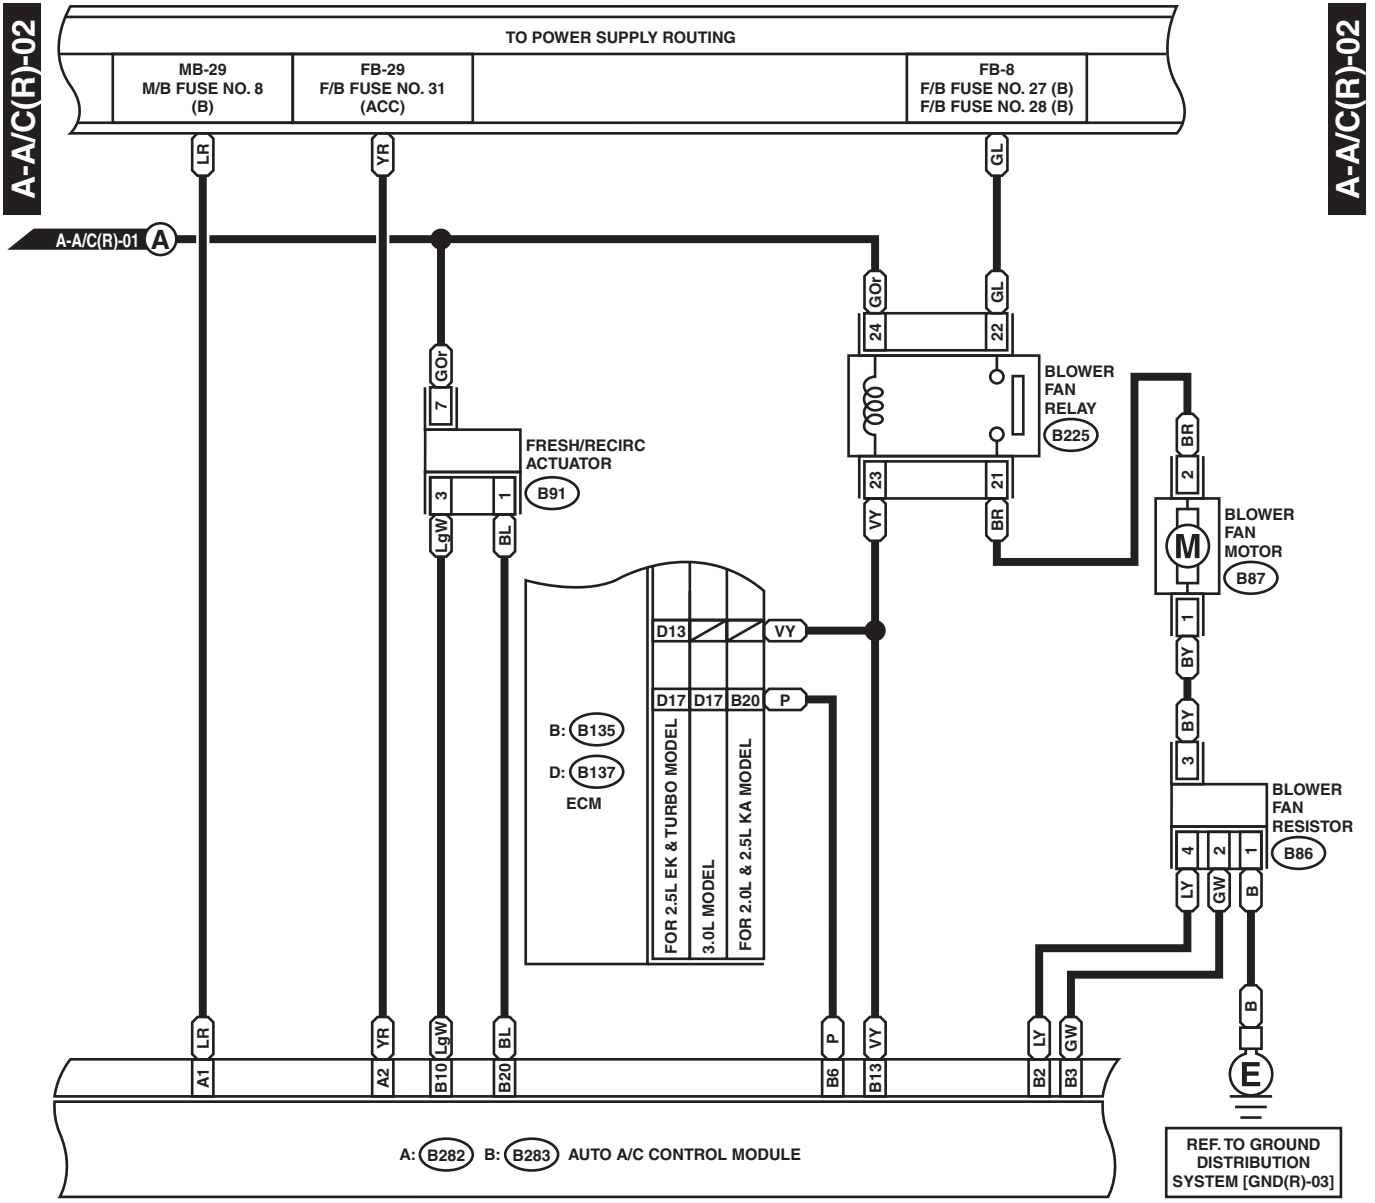 A-A/C(R)-02
A-A/C(R)-02
TO POWER SUPPLY ROUTING
MB-29
M/B FUSE NO. 8
(B)
FB-29
F/B FUSE NO. 31
(ACC)
FB-8
F/B FUSE NO. 27 (B)
F/B FUSE NO. 28 (B)
LR
YR
GL
A-A/C(R)-01
A
GOr
GL
24
22
GOr
7
BLOWER
FAN
RELAY
B225
FRESH/RECIRC
ACTUATOR
B91
3
1
LgW
BL
23
21
VY
BR
BR
2
M
BLOWER
FAN
MOTOR
B87
1
BY
BY
3
D13
VY
D17
D17
B20
P
B:
B135
D:
B137
ECM
FOR 2.5L EK & TURBO MODEL
3.0L MODEL
FOR 2.0L & 2.5L KA MODEL
BLOWER
FAN
RESISTOR
B86
4
2
1
LY
GW
B
B
E
LR
YR
LgW
BL
P
VY
LY
GW
A1
A2
B10
B20
B6
B13
B2
B3
A:
B282
B:
B283
AUTO A/C CONTROL MODULE
REF. TO GROUND
DISTRIBUTION
SYSTEM [GND(R)-03]